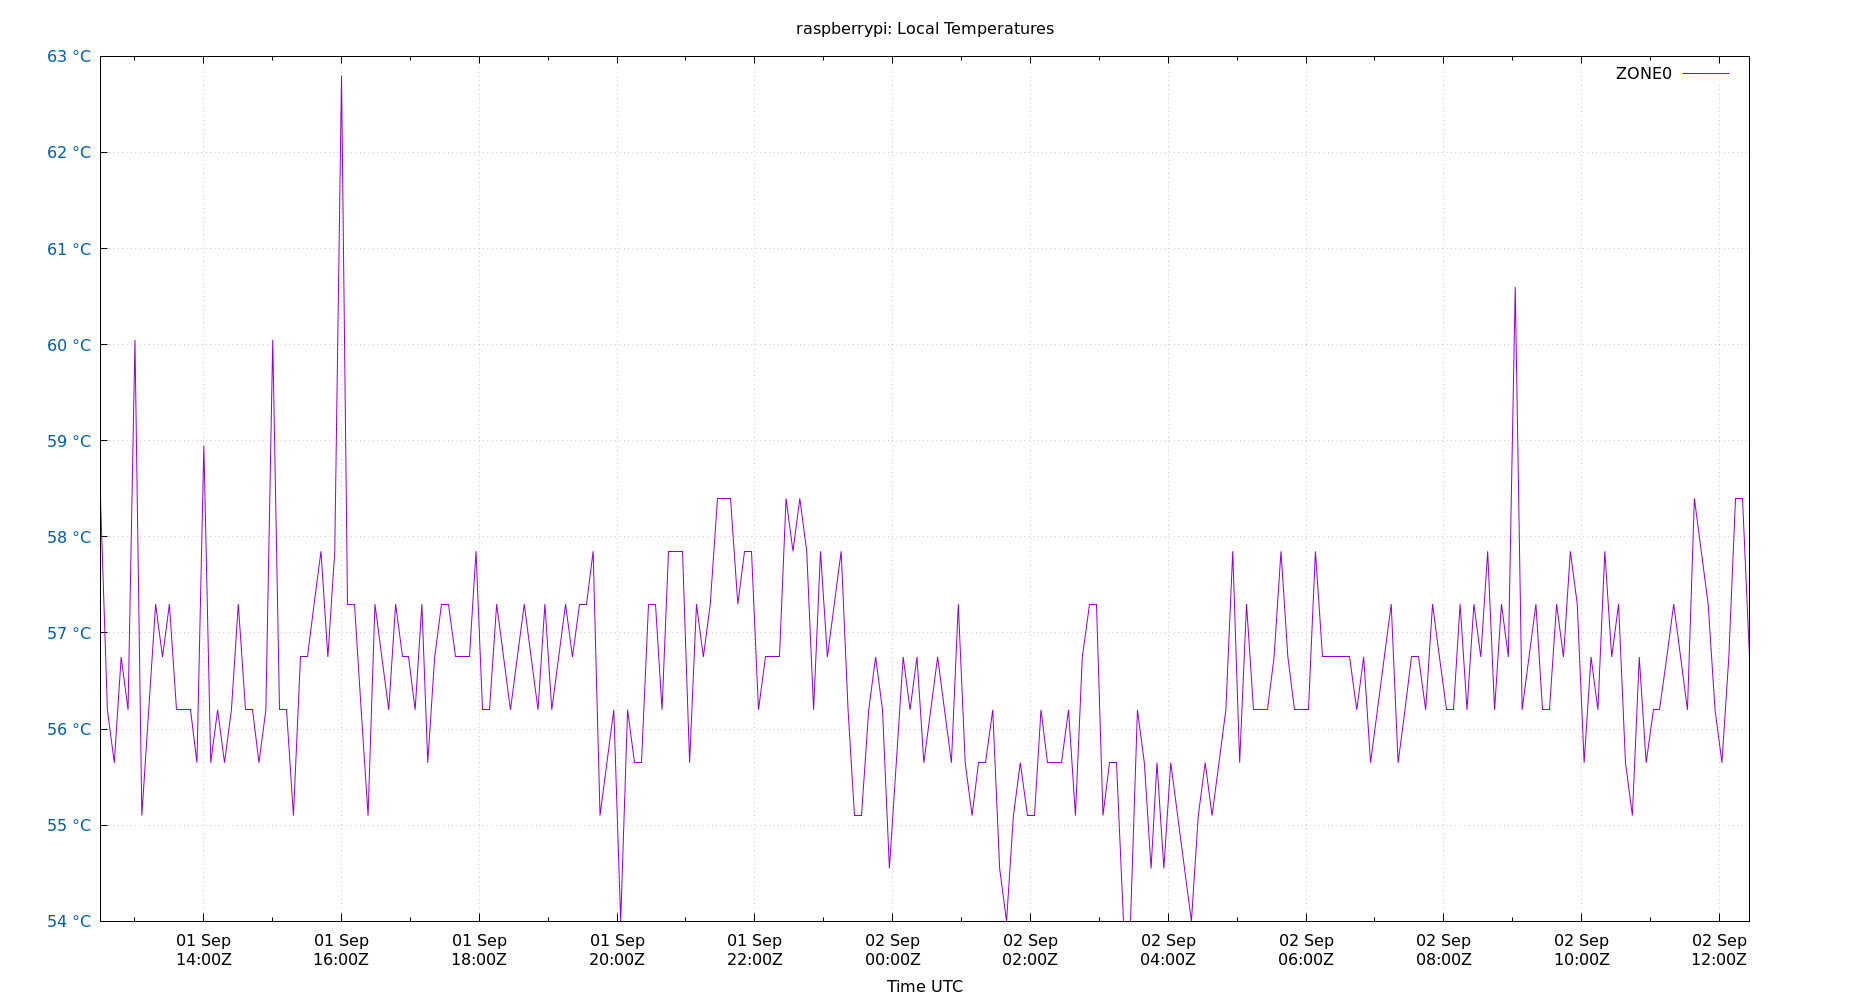 raspberrypi: Local Temperatures
63 °C
62 °C
61 °C
60 °C
59 °C
58 °C
57 °C
56 °C
55 °C
54 °C
ZONE0
01 Sep 01 Sep 01 Sep 01 Sep 01 Sep 02 Sep 02 Sep 02 Sep 02 Sep 02 Sep 02 Sep 02 Sep
14:00Z 16:00Z 18:00Z 20:00Z 22:00Z 00:00Z 02:00Z 04:00Z 06:00Z 08:00Z 10:00Z 12:00Z
Time UTC